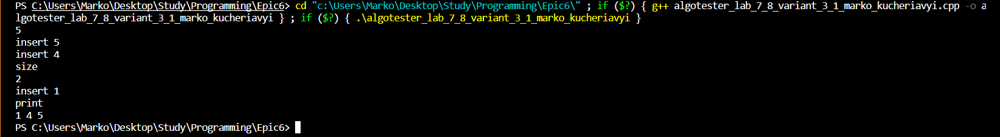 PS C:\Users\Marko\Desktop\Study\Programming\Epic6> cd "c:\Users\Marko\Desktop\Study\Programming\Epic6\" ; if ($?) { g++ algotester_lab_7_8_variant_3_1_marko_kucheriavyi.cpp -o a
lgotester_lab_7_8_variant_3_1_marko_kucheriavyi } ; if ($?) { .\algotester_lab_7_8_variant_3_1_marko_kucheriavyi }
5
insert 5
insert 4
size
2
insert 1
print
1 4 5
PS C:\Users\Marko\Desktop\Study\Programming\Epic6>